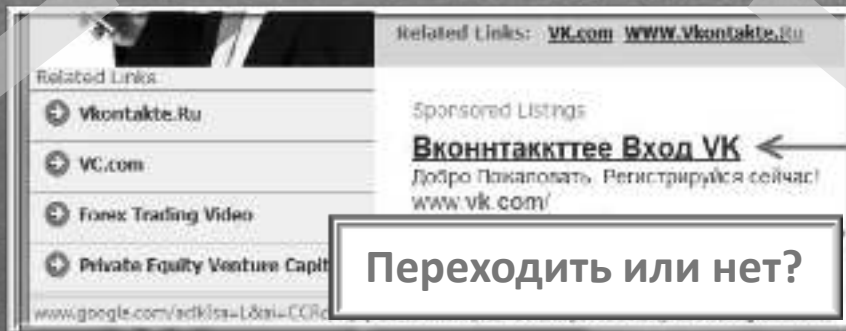 Related Links: VK.com WWW.Vkontakte.Ru
Related Links
Vkontakte.Ru
VC.com
Forex Trading Video
Private Equity Venture Capit
Sponsored Listings
Вконнтаккттее Вход VK
Добро Пожаловать. Регистрируйся сейчас!
www.vk.com/
Переходить или нет?